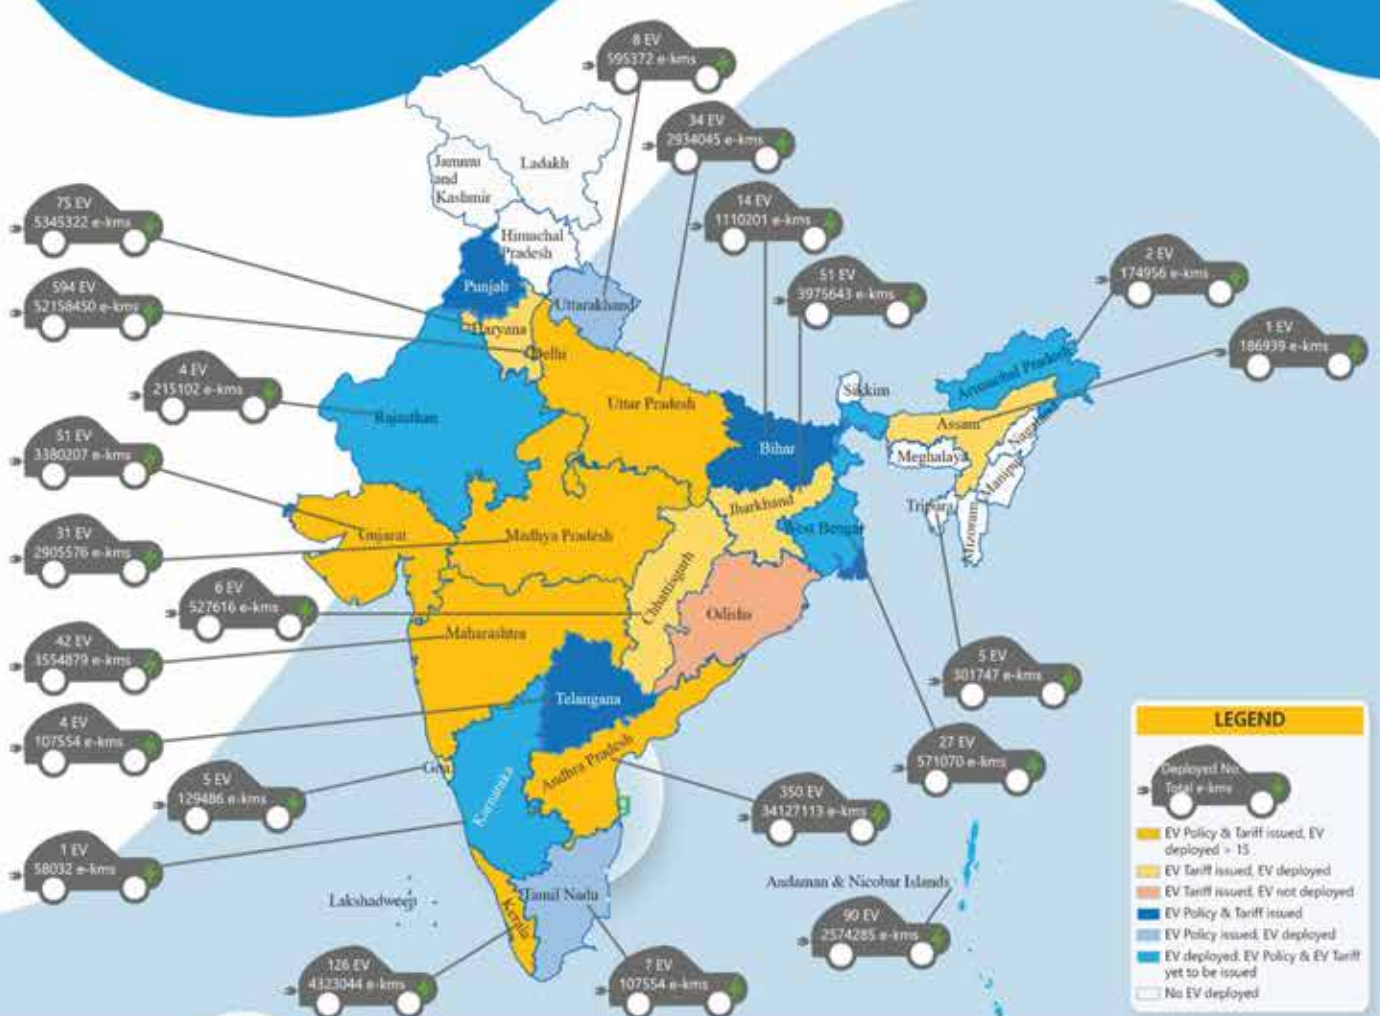 8 EV
595372 e-kms
34 EV
2934045 e-kms
14 EV
1110201 e-kms
51 EV
3975643 e-kms
2 EV
174956 e-kms
1 EV
186939 e-kms
75 EV
5345322 e-kms
594 EV
52158450 e-kms
4 EV
215102 e-kms
51 EV
3380207 e-kms
31 EV
2905576 e-kms
6 EV
527616 e-kms
42 EV
3554879 e-kms
4 EV
107554 e-kms
5 EV
129486 e-kms
1 EV
58032 e-kms
126 EV
4323044 e-kms
7 EV
107554 e-kms
90 EV
2574285 e-kms
350 EV
34127113 e-kms
27 EV
571070 e-kms
5 EV
301747 e-kms
Jammu
and
Kashmir
Ladakh
Himachal
Pradesh
Punjab
Uttarakhand
Haryana
Delhi
Rajasthan
Uttar Pradesh
Bihar
Sikkim
Arunachal Pradesh
Assam
Nagaland
Meghalaya
Manipur
Tripura
Mizoram
Jharkhand
West Bengal
Gujarat
Madhya Pradesh
Chhattisgarh
Odisha
Maharashtra
Telangana
Andhra Pradesh
Goa
Karnataka
Tamil Nadu
Kerala
Lakshadweep
Andaman & Nicobar Islands
LEGEND
Deployed No.
Total e-kms
EV Policy & Tariff issued, EV
deployed > 15
EV Tariff issued, EV deployed
EV Tariff issued, EV not deployed
EV Policy & Tariff issued
EV Policy issued, EV deployed
EV deployed, EV Policy & EV Tariff
yet to be issued
No EV deployed